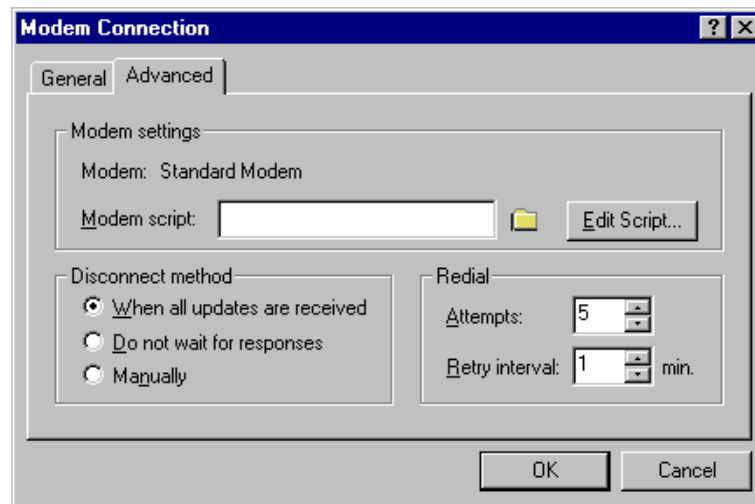 Modem Connection
General Advanced
Modem settings
Modem: Standard Modem
Modem script: Edit Script...
Disconnect method
When all updates are received
Do not wait for responses
Manually
Redial
Attempts: 5
Retry interval: 1 min.
OK Cancel